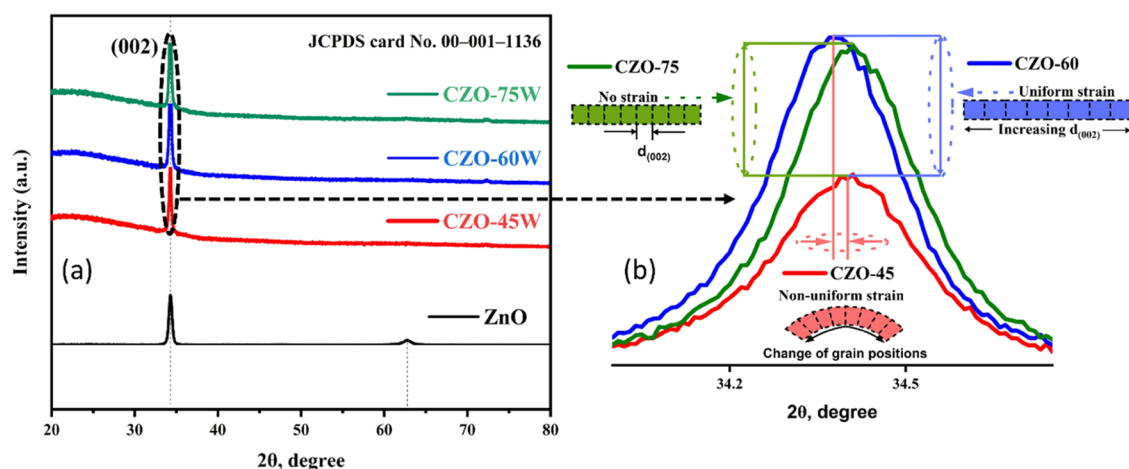 (002)
JCPDS card No. 00–001–1136
CZO-75W
CZO-60W
CZO-45W
(a)
ZnO
Intensity (a.u.)
20 30 40 50 60 70 80
2θ, degree
CZO-75
No strain
d(002)
CZO-60
Uniform strain
Increasing d(002)
(b)
CZO-45
Non-uniform strain
Change of grain positions
34.2 34.5
2θ, degree